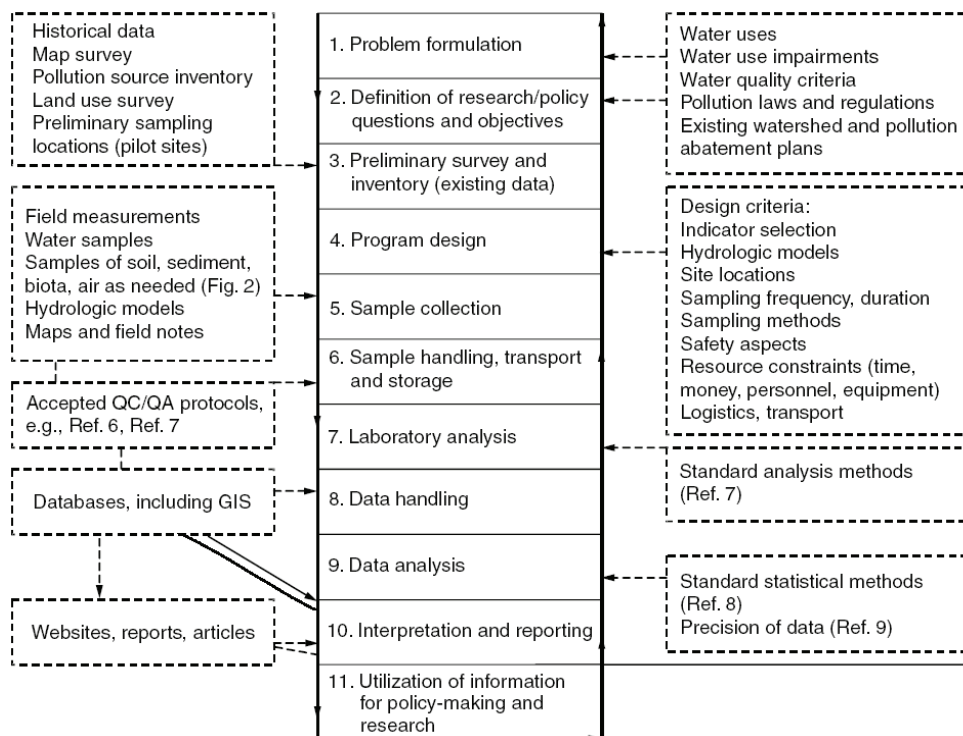 Historical data
Map survey
Pollution source inventory
Land use survey
Preliminary sampling
locations (pilot sites)
Field measurements
Water samples
Samples of soil, sediment,
biota, air as needed (Fig. 2)
Hydrologic models
Maps and field notes
Accepted QC/QA protocols,
e.g., Ref. 6, Ref. 7
Databases, including GIS
Websites, reports, articles
1. Problem formulation
2. Definition of research/policy
questions and objectives
3. Preliminary survey and
inventory (existing data)
4. Program design
5. Sample collection
6. Sample handling, transport
and storage
7. Laboratory analysis
8. Data handling
9. Data analysis
10. Interpretation and reporting
11. Utilization of information
for policy-making and
research
Water uses
Water use impairments
Water quality criteria
Pollution laws and regulations
Existing watershed and pollution
abatement plans
Design criteria:
Indicator selection
Hydrologic models
Site locations
Sampling frequency, duration
Sampling methods
Safety aspects
Resource constraints (time,
money, personnel, equipment)
Logistics, transport
Standard analysis methods
(Ref. 7)
Standard statistical methods
(Ref. 8)
Precision of data (Ref. 9)